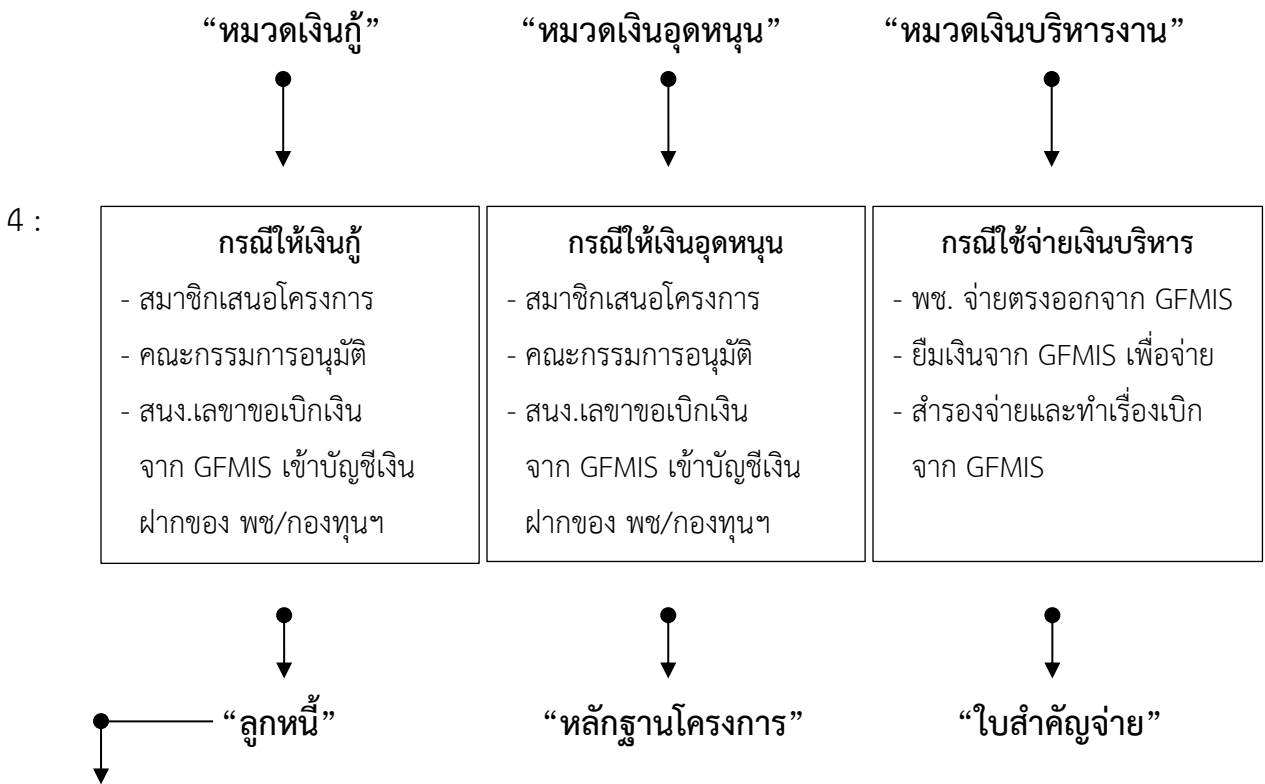 “หมวดเงินกู้” “หมวดเงินอุดหนุน” “หมวดเงินบริหารงาน”
4 :
กรณีให้เงินกู้
- สมาชิกเสนอโครงการ
- คณะกรรมการอนุมัติ
- สนง.เลขาขอเบิกเงิน
จาก GFMIS เข้าบัญชีเงิน
ฝากของ พช/กองทุนฯ
กรณีให้เงินอุดหนุน
- สมาชิกเสนอโครงการ
- คณะกรรมการอนุมัติ
- สนง.เลขาขอเบิกเงิน
จาก GFMIS เข้าบัญชีเงิน
ฝากของ พช/กองทุนฯ
กรณีใช้จ่ายเงินบริหาร
- พช. จ่ายตรงออกจาก GFMIS
- ยืมเงินจาก GFMIS เพื่อจ่าย
- สำรองจ่ายและทำเรื่องเบิก
จาก GFMIS
“ลูกหนี้” “หลักฐานโครงการ” “ใบสำคัญจ่าย”